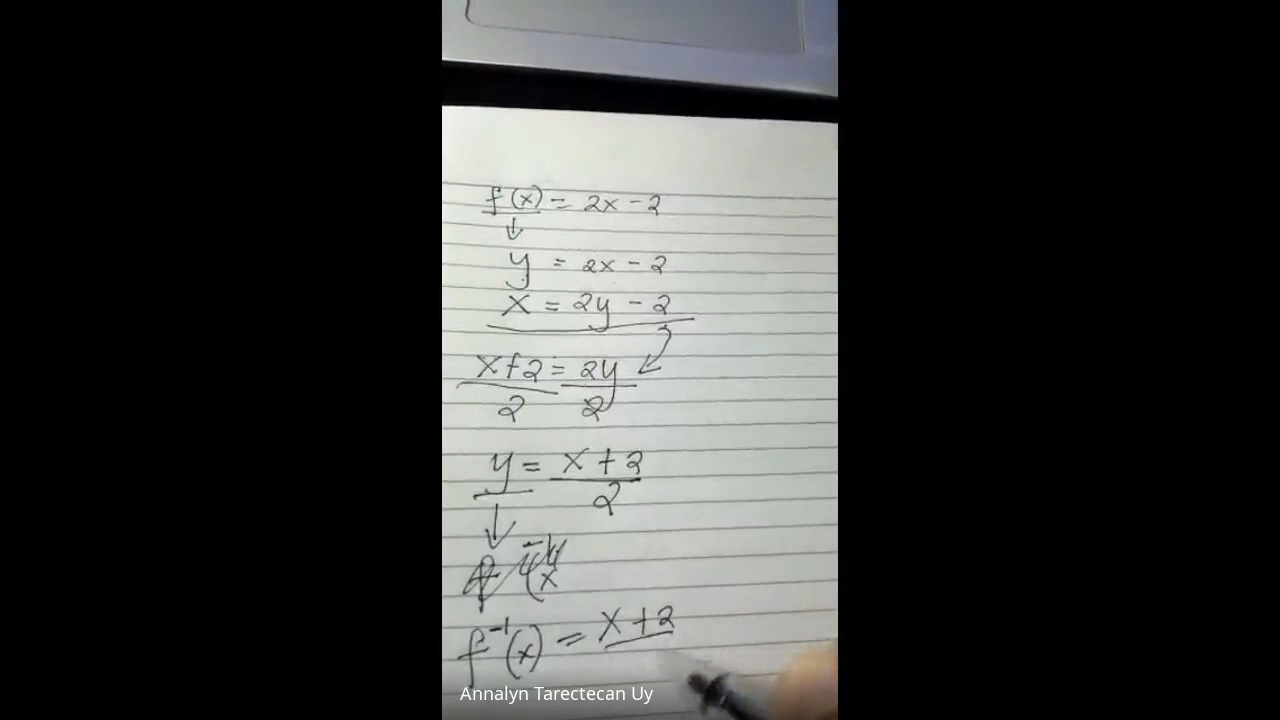 f(x) = 2x - 2
↓
y = 2x - 2
x = 2y - 2
x+2 = 2y
2 2
y = x + 2
2
↓
f⁻¹(x) = x + 2
Annalyn Tarectecan Uy